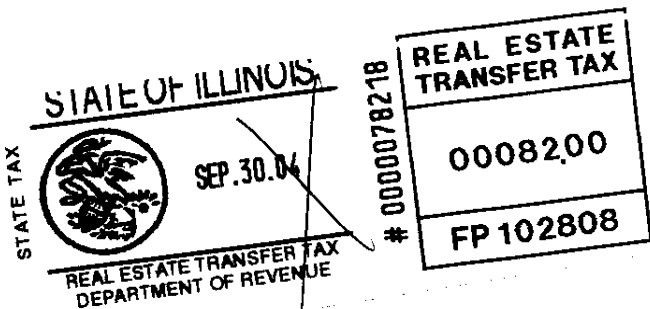 STATE OF ILLINOIS
STATE TAX
SEP.30.04
REAL ESTATE TRANSFER TAX
DEPARTMENT OF REVENUE
# 0000078218
REAL ESTATE
TRANSFER TAX
00082.00
FP 102808